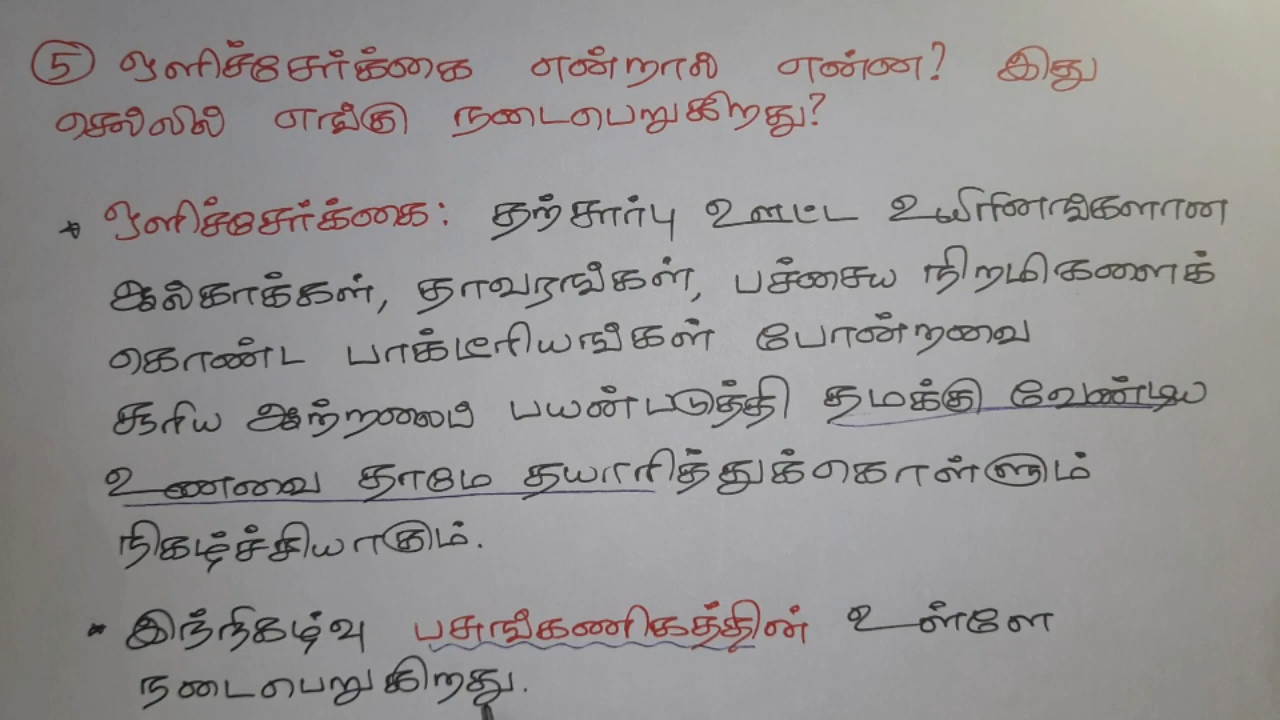 ⑤ ஒளிச்சேர்க்கை என்றால் என்ன? இது
செல்லில் எங்கு நடைபெறுகிறது?
* ஒளிச்சேர்க்கை: தற்சார்பு ஊட்ட உயிரினங்களான
ஆல்காக்கள், தாவரங்கள், பச்சைய நிறமிகளைக்
கொண்ட பாக்டீரியங்கள் போன்றவை
சூரிய ஆற்றலைப் பயன்படுத்தி தமக்கு வேண்டிய
உணவை தாமே தயாரித்துக்கொள்ளும்
நிகழ்ச்சியாகும்.
* இந்நிகழ்வு பசுங்கணிகத்தின் உள்ளே
நடைபெறுகிறது.